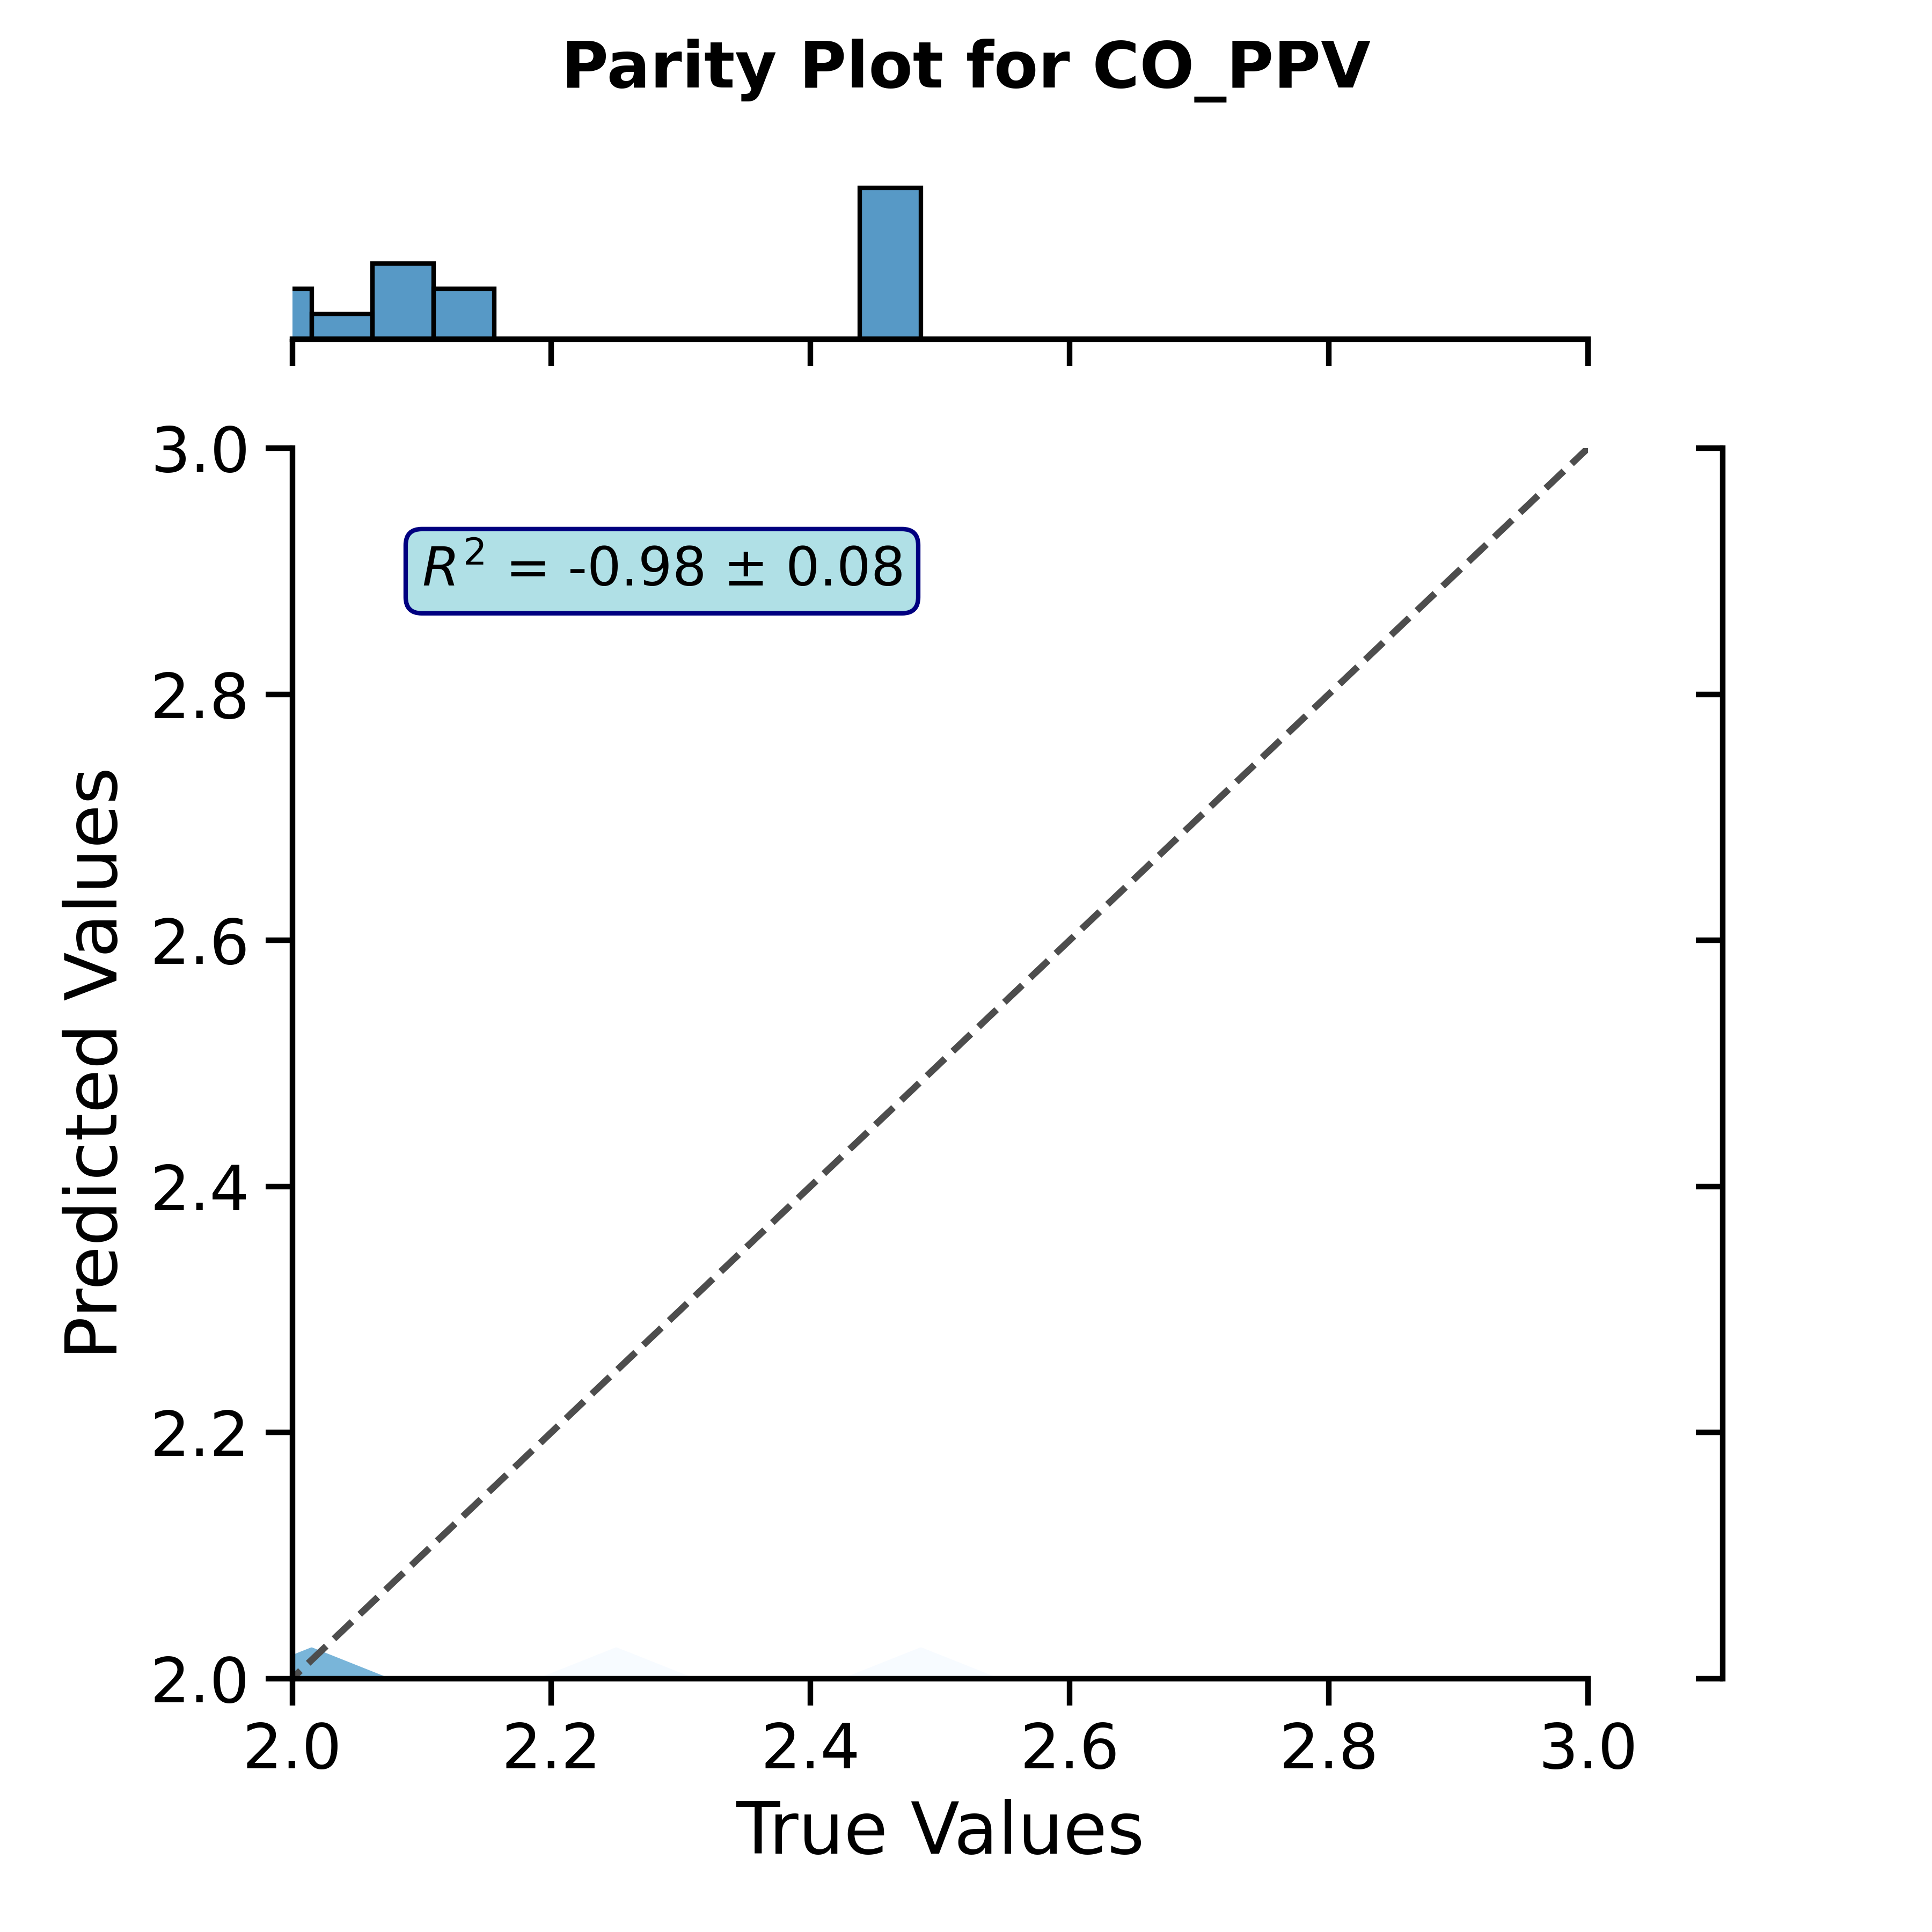 Parity Plot for CO_PPV
R² = -0.98 ± 0.08
Predicted Values
3.0
2.8
2.6
2.4
2.2
2.0
2.0 2.2 2.4 2.6 2.8 3.0
True Values